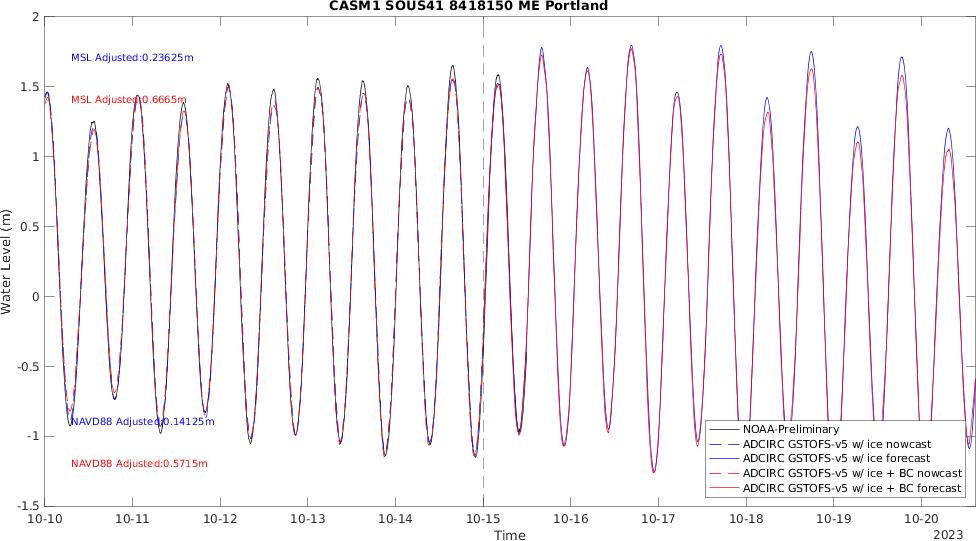 CASM1 SOUS41 8418150 ME Portland
2
MSL Adjusted:0.23625m
1.5
MSL Adjusted:0.6665m
1
0.5
Water Level (m)
0
-0.5
NAVD88 Adjusted:0.14125m
-1
NAVD88 Adjusted:0.5715m
-1.5
NOAA-Preliminary
ADCIRC GSTOFS-v5 w/ ice nowcast
ADCIRC GSTOFS-v5 w/ ice forecast
ADCIRC GSTOFS-v5 w/ ice + BC nowcast
ADCIRC GSTOFS-v5 w/ ice + BC forecast
10-10 10-11 10-12 10-13 10-14 10-15 10-16 10-17 10-18 10-19 10-20
Time
2023